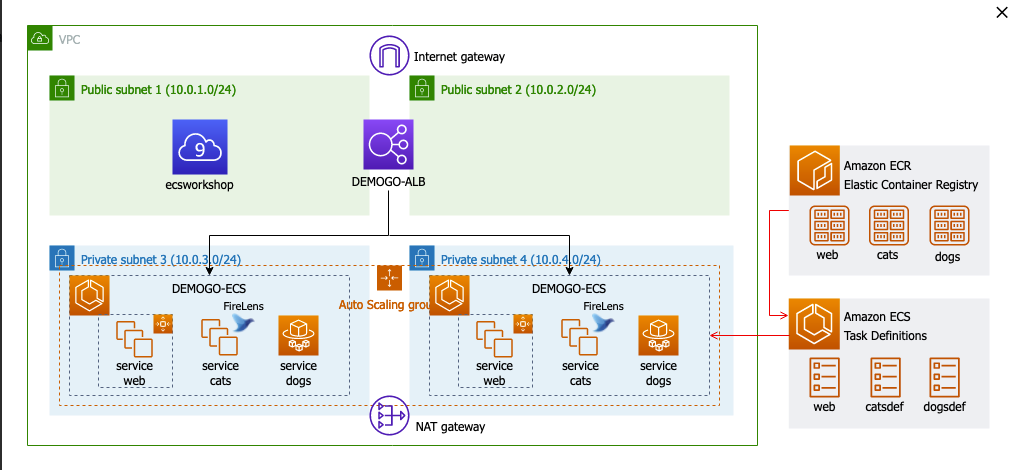 VPC
Internet gateway
Public subnet 1 (10.0.1.0/24)
Public subnet 2 (10.0.2.0/24)
9
ecsworkshop
DEMOGO-ALB
Amazon ECR
Elastic Container Registry
web
cats
dogs
Private subnet 3 (10.0.3.0/24)
Private subnet 4 (10.0.4.0/24)
DEMOGO-ECS
FireLens
service
web
service
cats
service
dogs
Auto Scaling grou
DEMOGO-ECS
FireLens
service
web
service
cats
service
dogs
Amazon ECS
Task Definitions
web
catsdef
dogsdef
NAT gateway